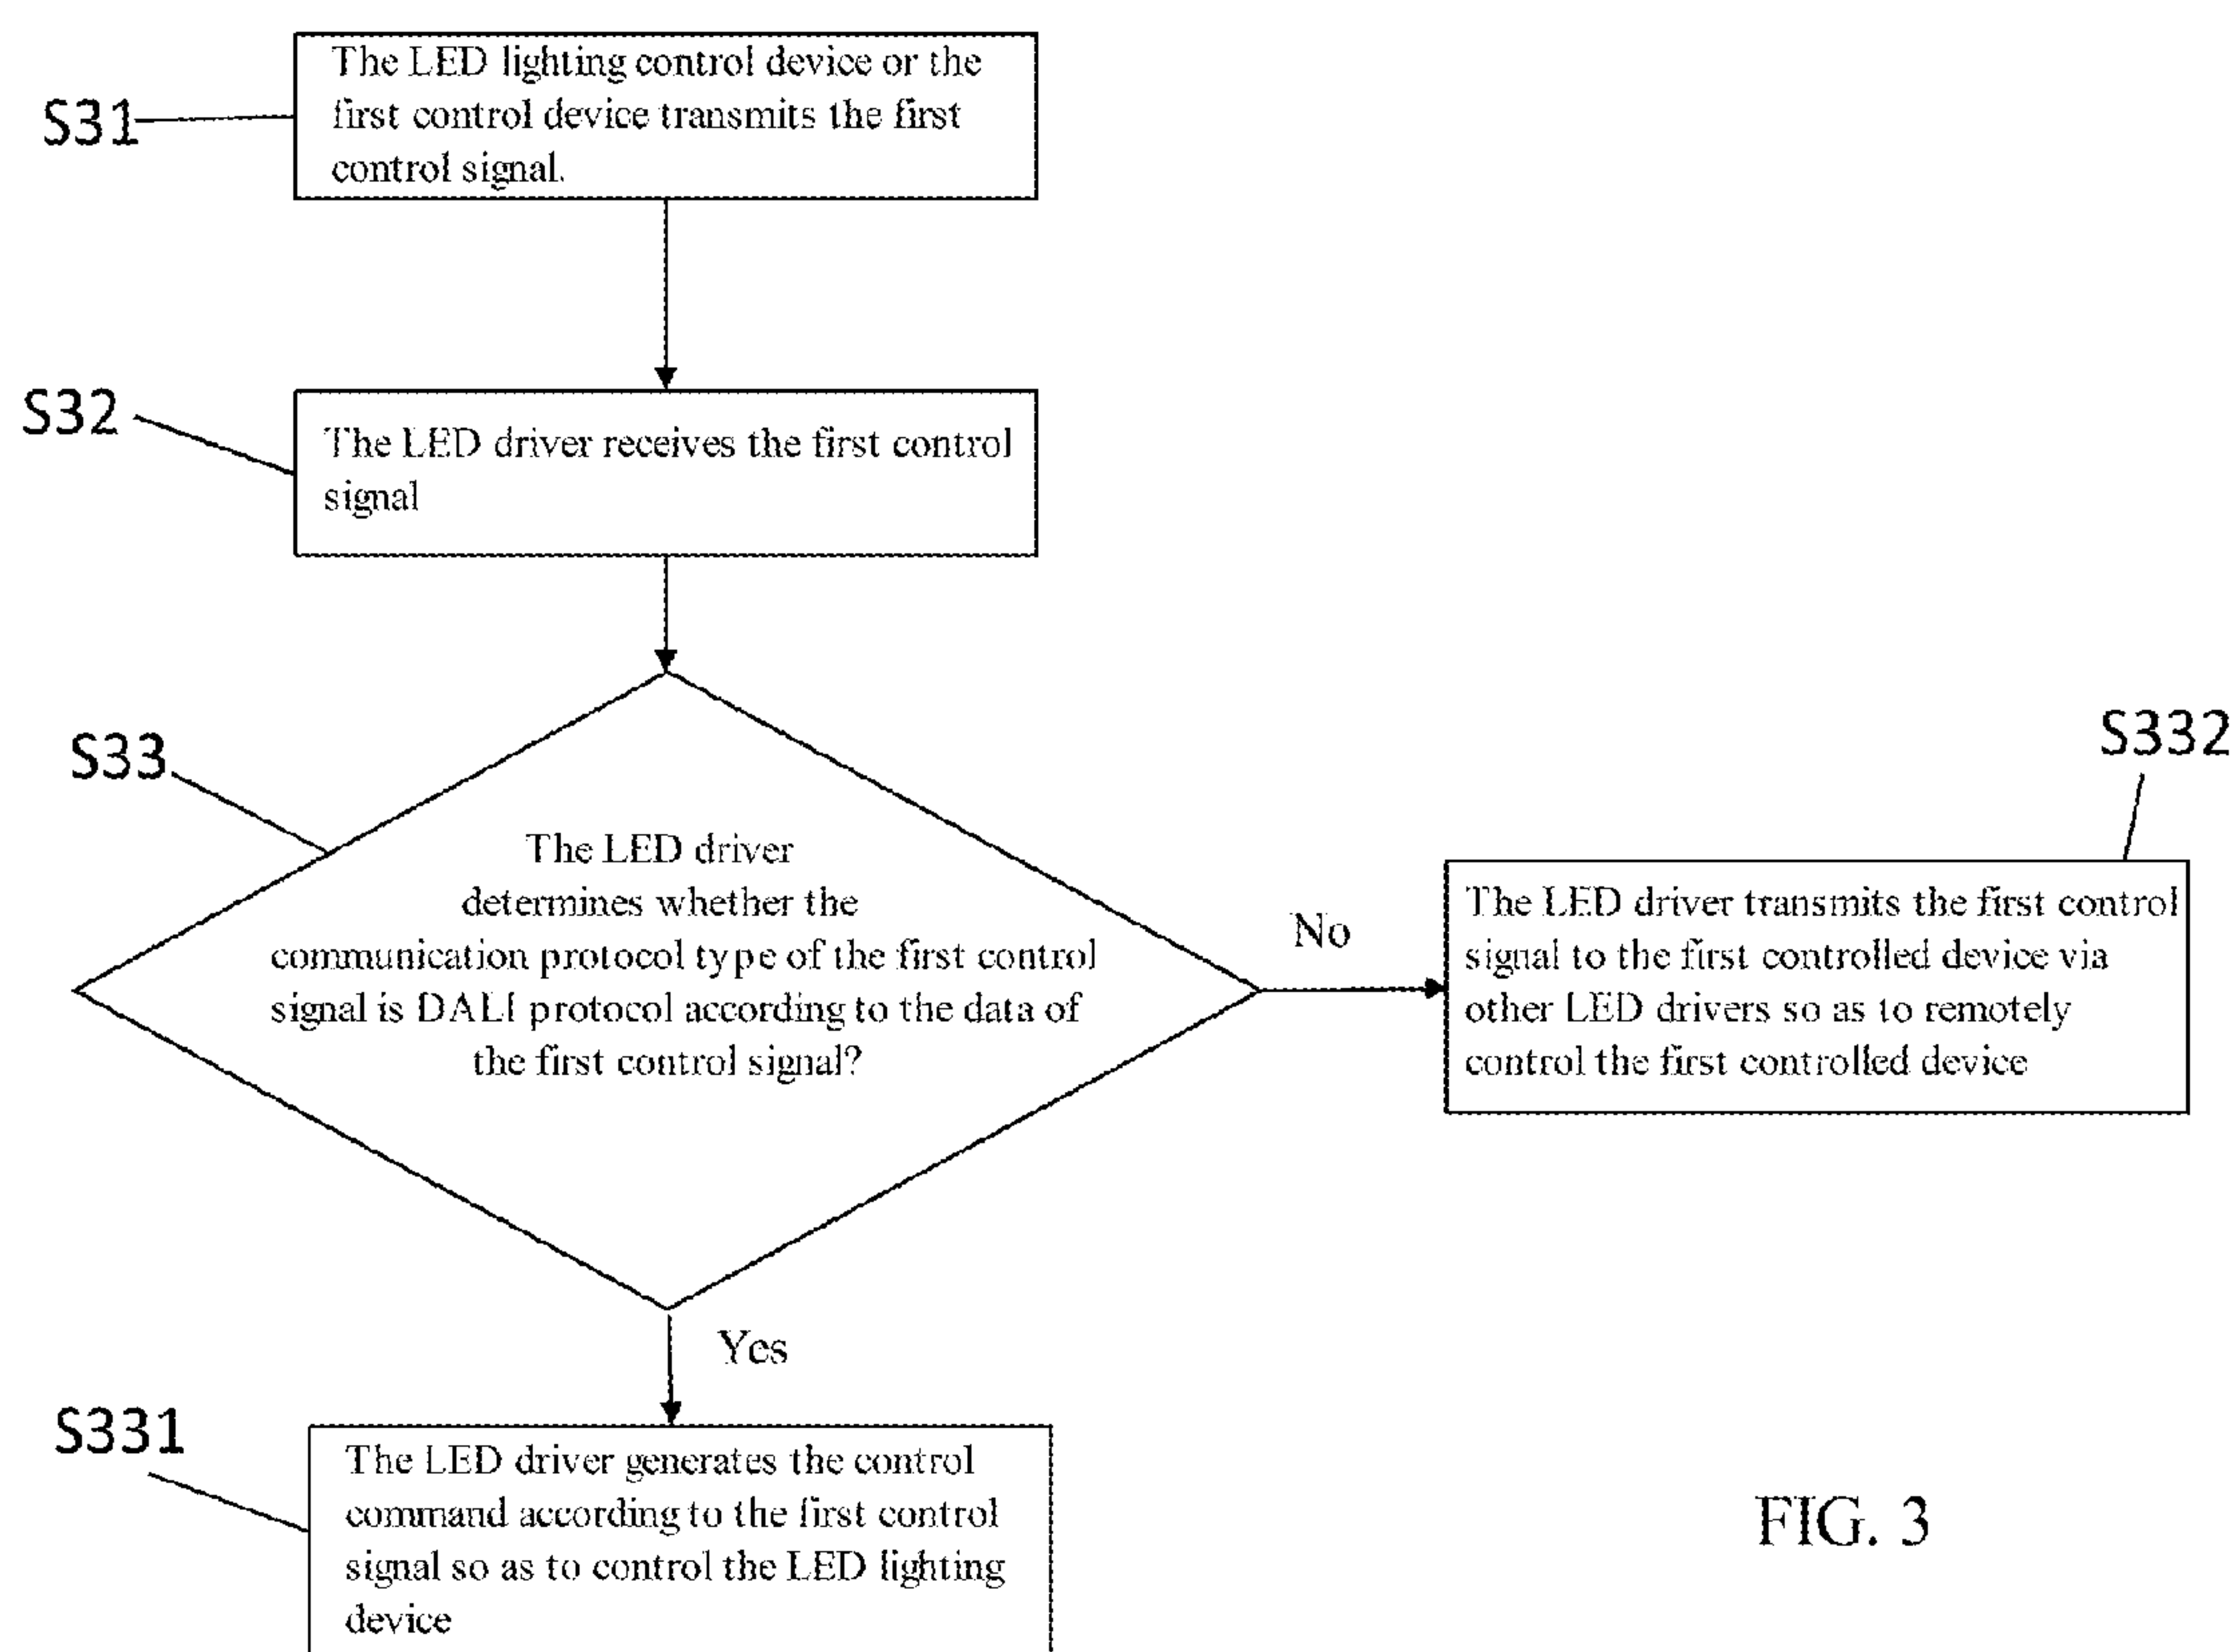 S31
The LED lighting control device or the
first control device transmits the first
control signal.
S32
The LED driver receives the first control
signal
S33
The LED driver
determines whether the
communication protocol type of the first control
signal is DALI protocol according to the data of
the first control signal?
No
S332
The LED driver transmits the first control
signal to the first controlled device via
other LED drivers so as to remotely
control the first controlled device
Yes
S331
The LED driver generates the control
command according to the first control
signal so as to control the LED lighting
device
FIG. 3